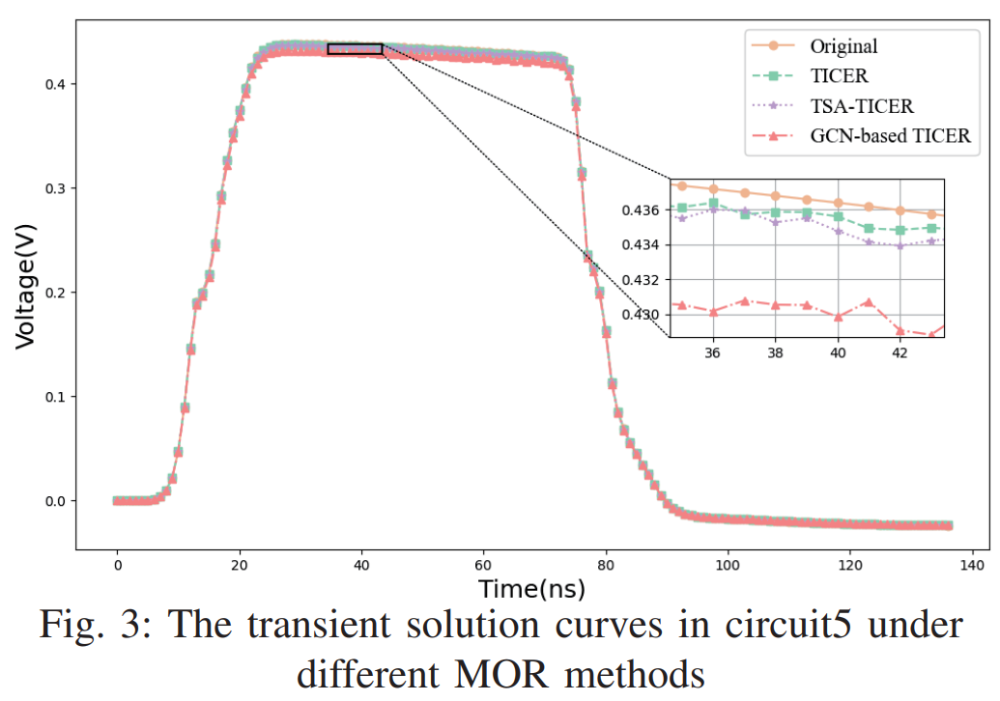 Original
TICER
TSA-TICER
GCN-based TICER
0.4
0.3
0.2
0.1
0.0
Voltage(V)
0.436
0.434
0.432
0.430
36 38 40 42
0 20 40 60 80 100 120 140
Time(ns)
Fig. 3: The transient solution curves in circuit5 under
different MOR methods